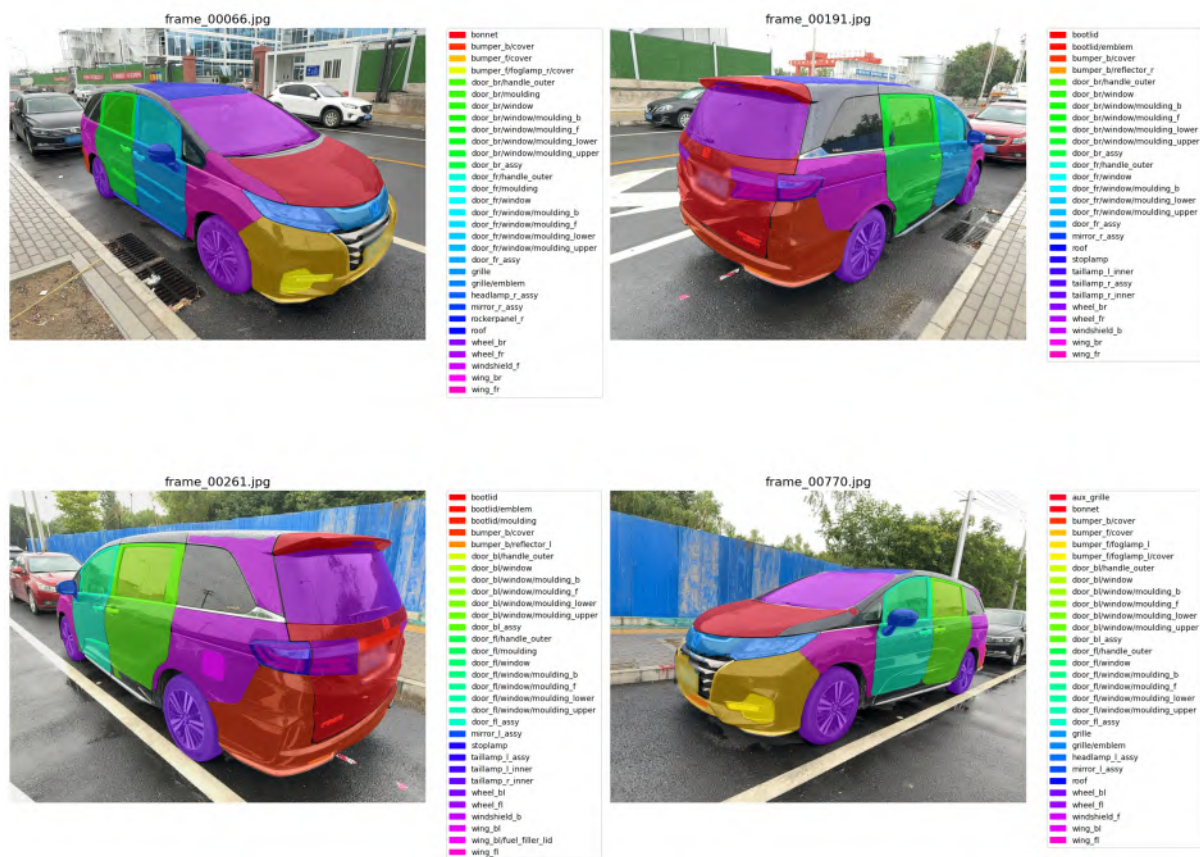 frame_00066.jpg
bonnet
bumper_b/cover
bumper_f/cover
bumper_f/foglamp_r/cover
door_br/handle_outer
door_br/moulding
door_br/window
door_br/window/moulding_b
door_br/window/moulding_f
door_br/window/moulding_lower
door_br/window/moulding_upper
door_br_assy
door_fr/handle_outer
door_fr/moulding
door_fr/window
door_fr/window/moulding_b
door_fr/window/moulding_f
door_fr/window/moulding_lower
door_fr/window/moulding_upper
door_fr_assy
grille
grille/emblem
headlamp_r_assy
mirror_r_assy
rockerpanel_r
roof
wheel_br
wheel_fr
windshield_f
wing_br
wing_fr
frame_00191.jpg
bootlid
bootlid/emblem
bumper_b/cover
bumper_b/reflector_r
door_br/handle_outer
door_br/window
door_br/window/moulding_b
door_br/window/moulding_f
door_br/window/moulding_lower
door_br/window/moulding_upper
door_br_assy
door_fr/handle_outer
door_fr/window
door_fr/window/moulding_b
door_fr/window/moulding_lower
door_fr/window/moulding_upper
door_fr_assy
mirror_r_assy
roof
stoplamp
taillamp_l_inner
taillamp_r_assy
taillamp_r_inner
wheel_br
wheel_fr
windshield_b
wing_br
wing_fr
frame_00261.jpg
bootlid
bootlid/emblem
bootlid/moulding
bumper_b/cover
bumper_b/reflector_l
door_bl/handle_outer
door_bl/window
door_bl/window/moulding_b
door_bl/window/moulding_f
door_bl/window/moulding_lower
door_bl/window/moulding_upper
door_bl_assy
door_fl/handle_outer
door_fl/moulding
door_fl/window
door_fl/window/moulding_b
door_fl/window/moulding_f
door_fl/window/moulding_lower
door_fl/window/moulding_upper
door_fl_assy
mirror_l_assy
stoplamp
taillamp_l_assy
taillamp_l_inner
taillamp_r_inner
wheel_bl
wheel_fl
windshield_b
wing_bl
wing_bl/fuel_filler_lid
wing_fl
frame_00770.jpg
aux_grille
bonnet
bumper_b/cover
bumper_f/cover
bumper_f/foglamp_l
bumper_f/foglamp_l/cover
door_bl/handle_outer
door_bl/window
door_bl/window/moulding_b
door_bl/window/moulding_f
door_bl/window/moulding_lower
door_bl/window/moulding_upper
door_bl_assy
door_fl/handle_outer
door_fl/window
door_fl/window/moulding_b
door_fl/window/moulding_f
door_fl/window/moulding_lower
door_fl/window/moulding_upper
door_fl_assy
grille
grille/emblem
headlamp_l_assy
mirror_l_assy
roof
wheel_bl
wheel_fl
windshield_f
wing_bl
wing_fl